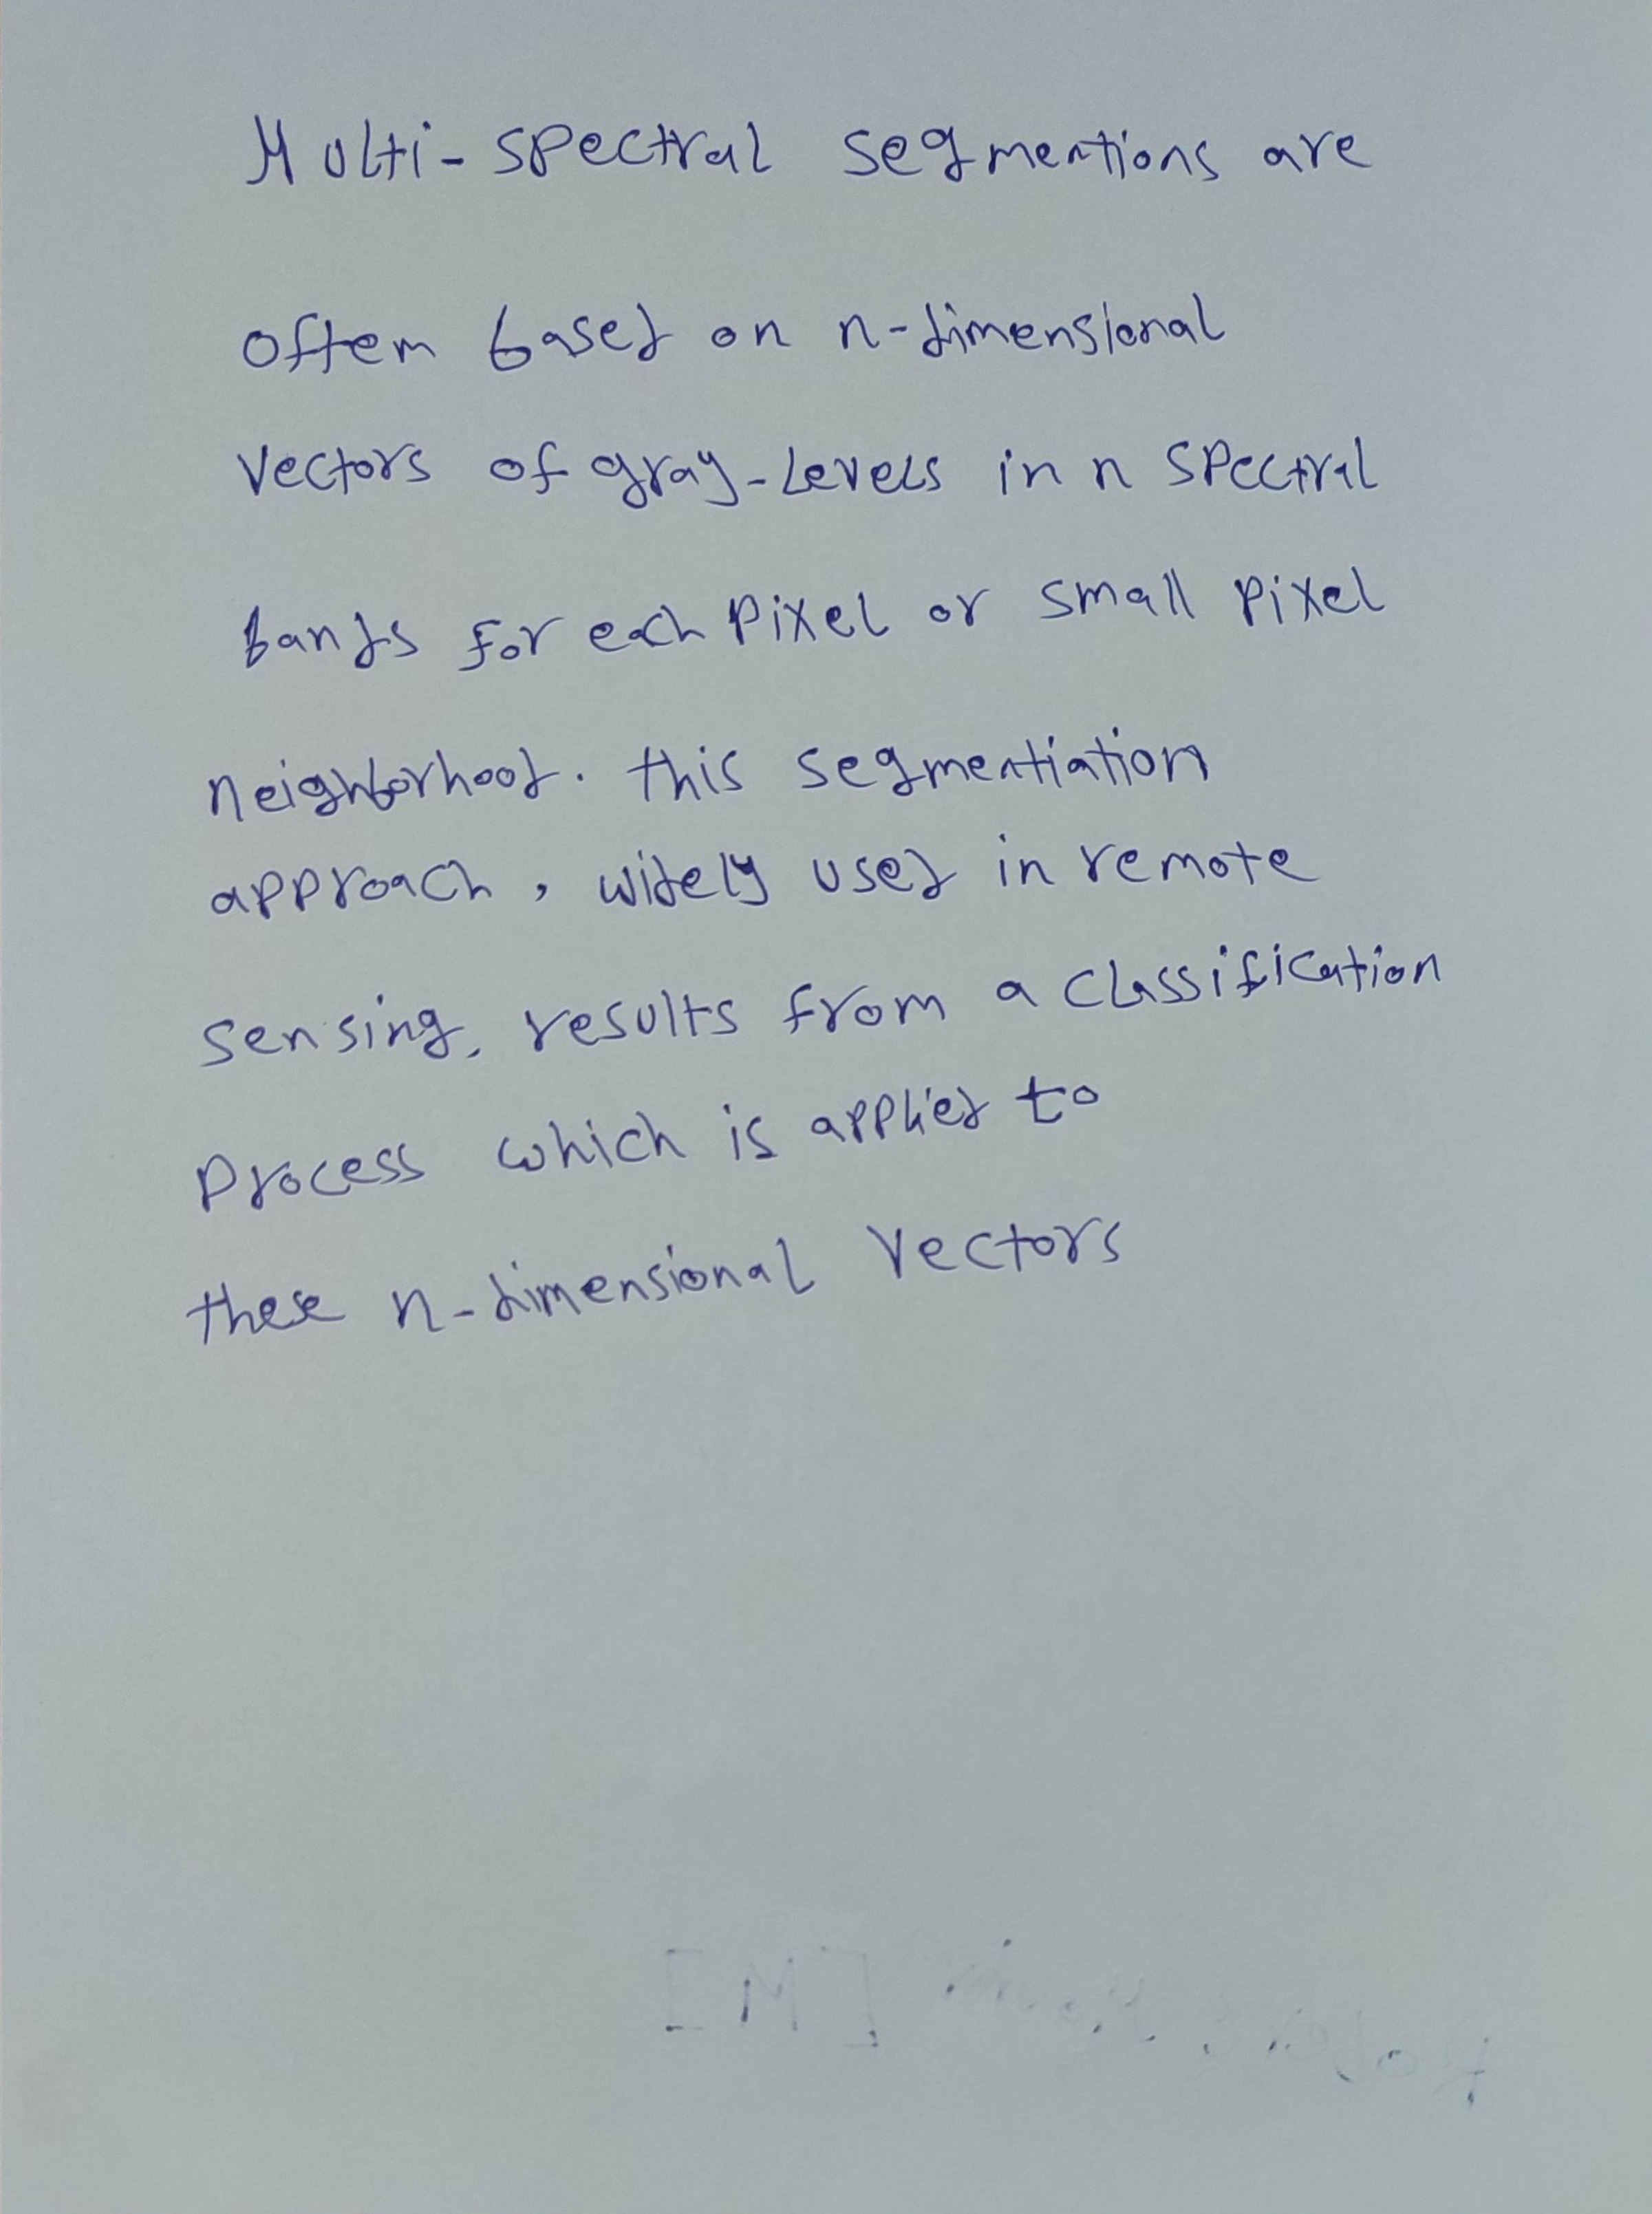 Multi-spectral segmentions are
often based on n-dimensional
vectors of gray-levels in n spectral
bands for each pixel or small pixel
neighborhood. this segmentiation
approach, widely used in remote
sensing, results from a classification
process which is applied to
these n-dimensional vectors